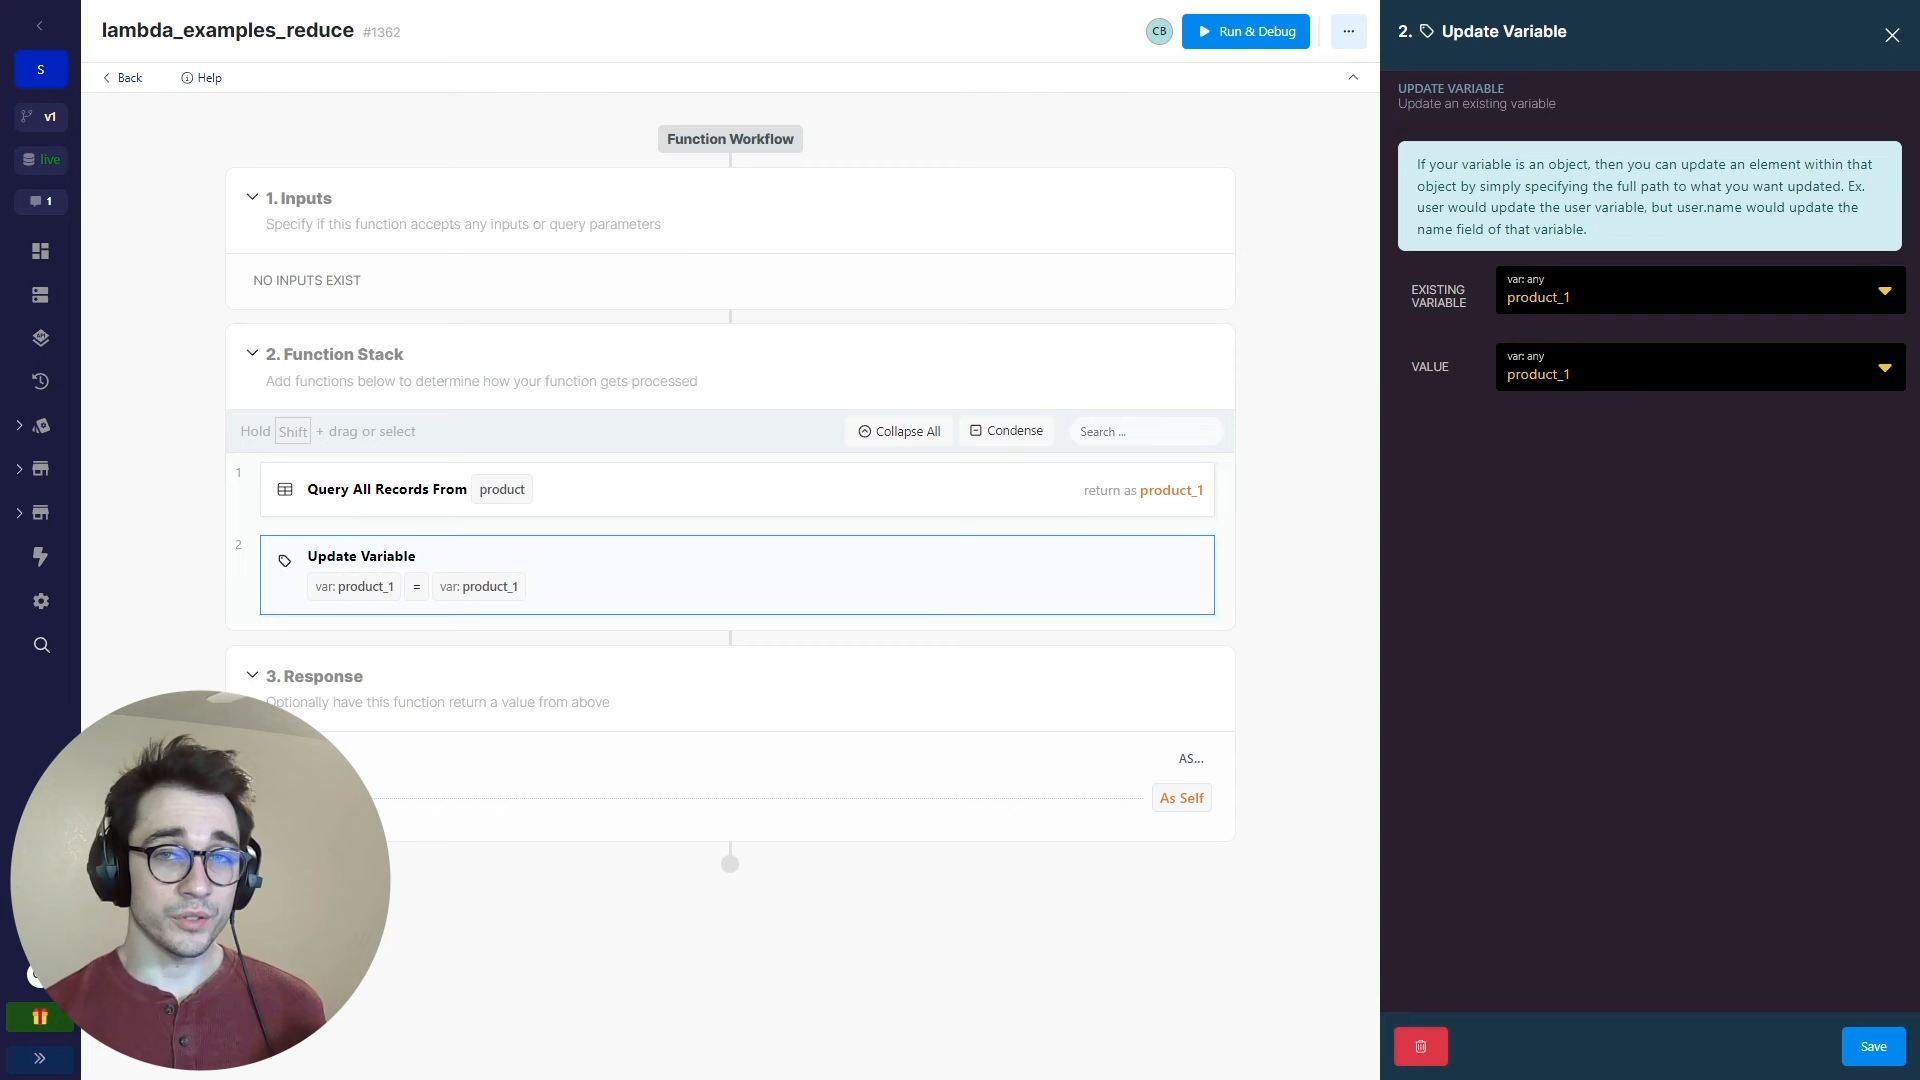 S
v1
live
1
lambda_examples_reduce #1362
CB
Run & Debug
...
Back
Help
Function Workflow
1. Inputs
Specify if this function accepts any inputs or query parameters
NO INPUTS EXIST
2. Function Stack
Add functions below to determine how your function gets processed
Hold Shift + drag or select
Collapse All
Condense
Search ...
1
Query All Records From product
return as product_1
2
Update Variable
var: product_1 = var: product_1
3. Response
Optionally have this function return a value from above
AS...
As Self
2. Update Variable
UPDATE VARIABLE
Update an existing variable
If your variable is an object, then you can update an element within that
object by simply specifying the full path to what you want updated. Ex.
user would update the user variable, but user.name would update the
name field of that variable.
EXISTING
VARIABLE
var: any
product_1
VALUE
var: any
product_1
Save